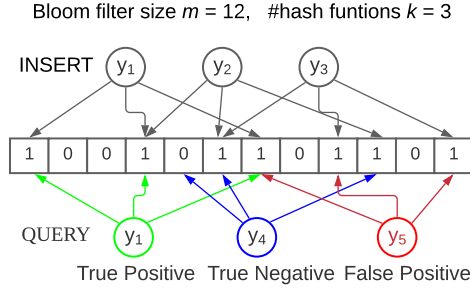 Bloom filter size m = 12, #hash funtions k = 3
INSERT y1 y2 y3
1 0 0 1 0 1 1 0 1 1 0 1
QUERY y1 y4 y5
True Positive True Negative False Positive